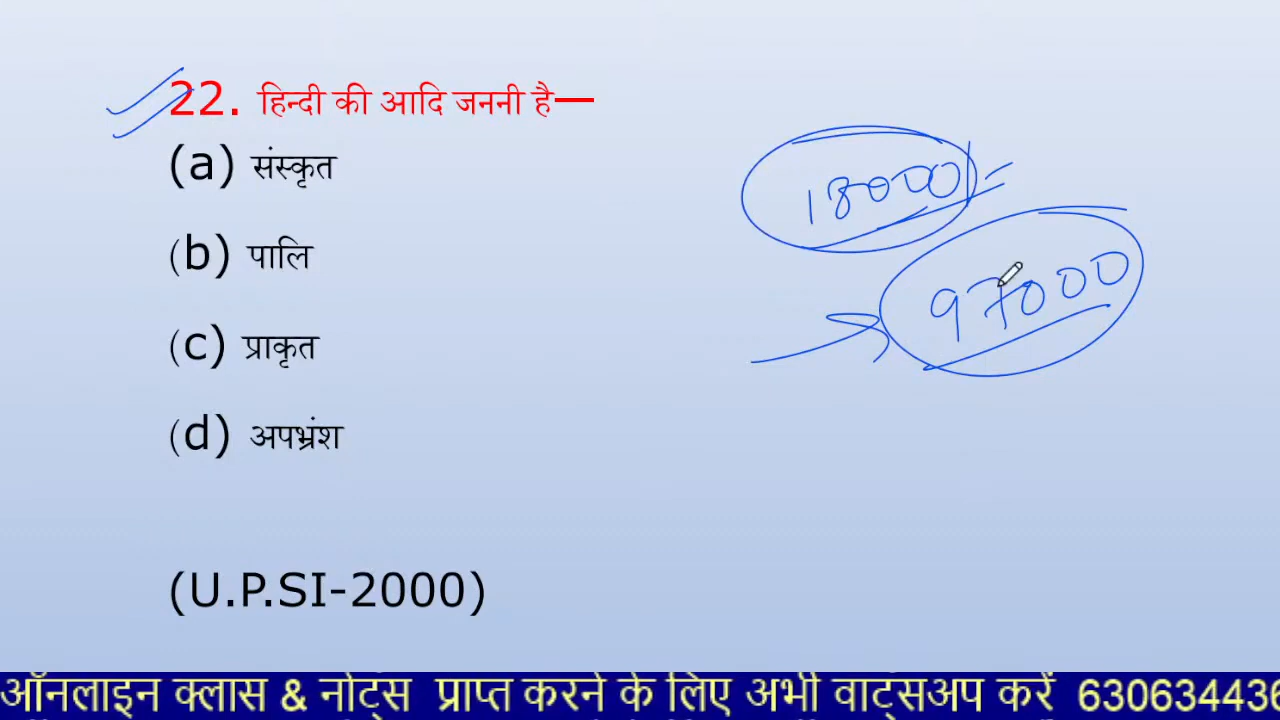 22. हिन्दी की आदि जननी है—
(a) संस्कृत
(b) पालि
(c) प्राकृत
(d) अपभ्रंश
18000/=
97000
(U.P.SI-2000)
ऑनलाइन क्लास & नोट्स प्राप्त करने के लिए अभी वाट्सअप करें 630634436